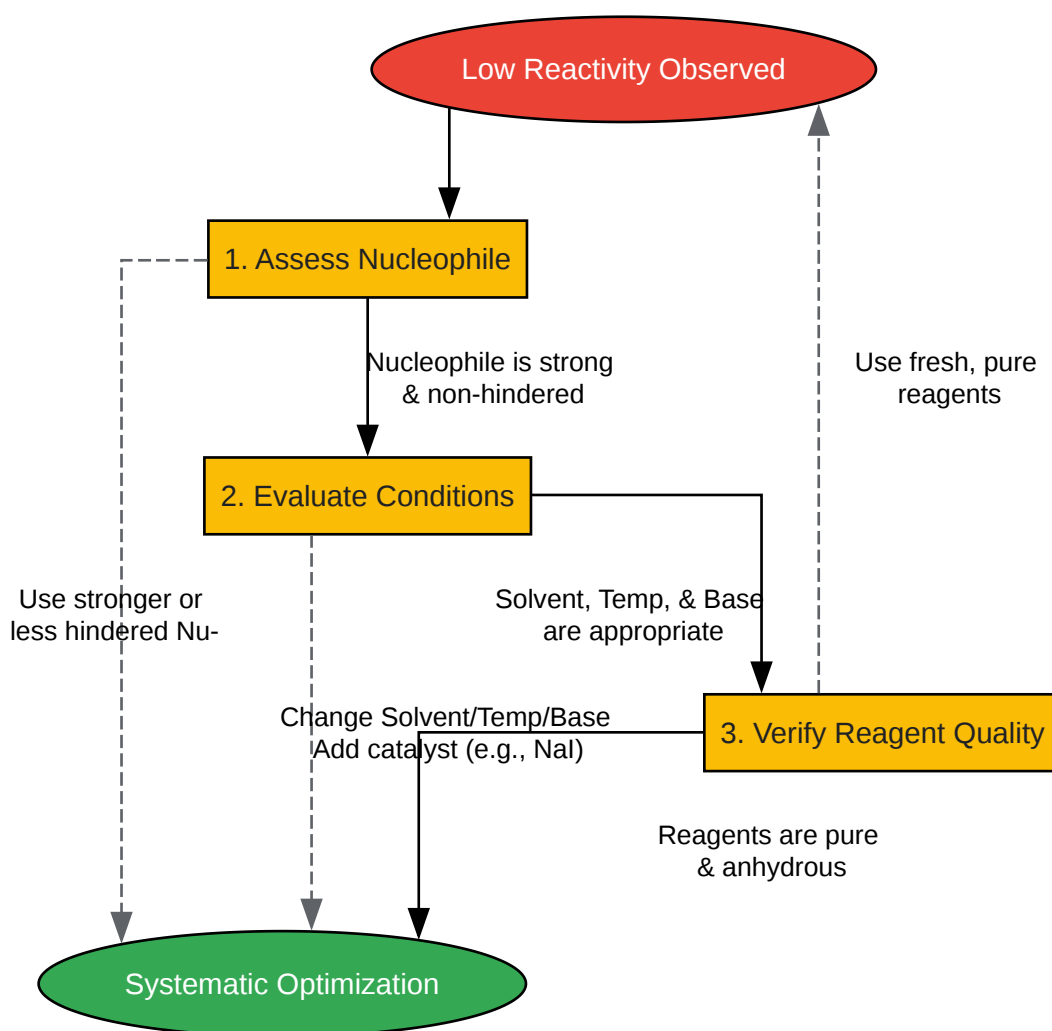 Low Reactivity Observed
1. Assess Nucleophile
Nucleophile is strong
& non-hindered
Use fresh, pure
reagents
2. Evaluate Conditions
Use stronger or
less hindered Nu-
Solvent, Temp, & Base
are appropriate
Change Solvent/Temp/Base
Add catalyst (e.g., NaI)
3. Verify Reagent Quality
Reagents are pure
& anhydrous
Systematic Optimization